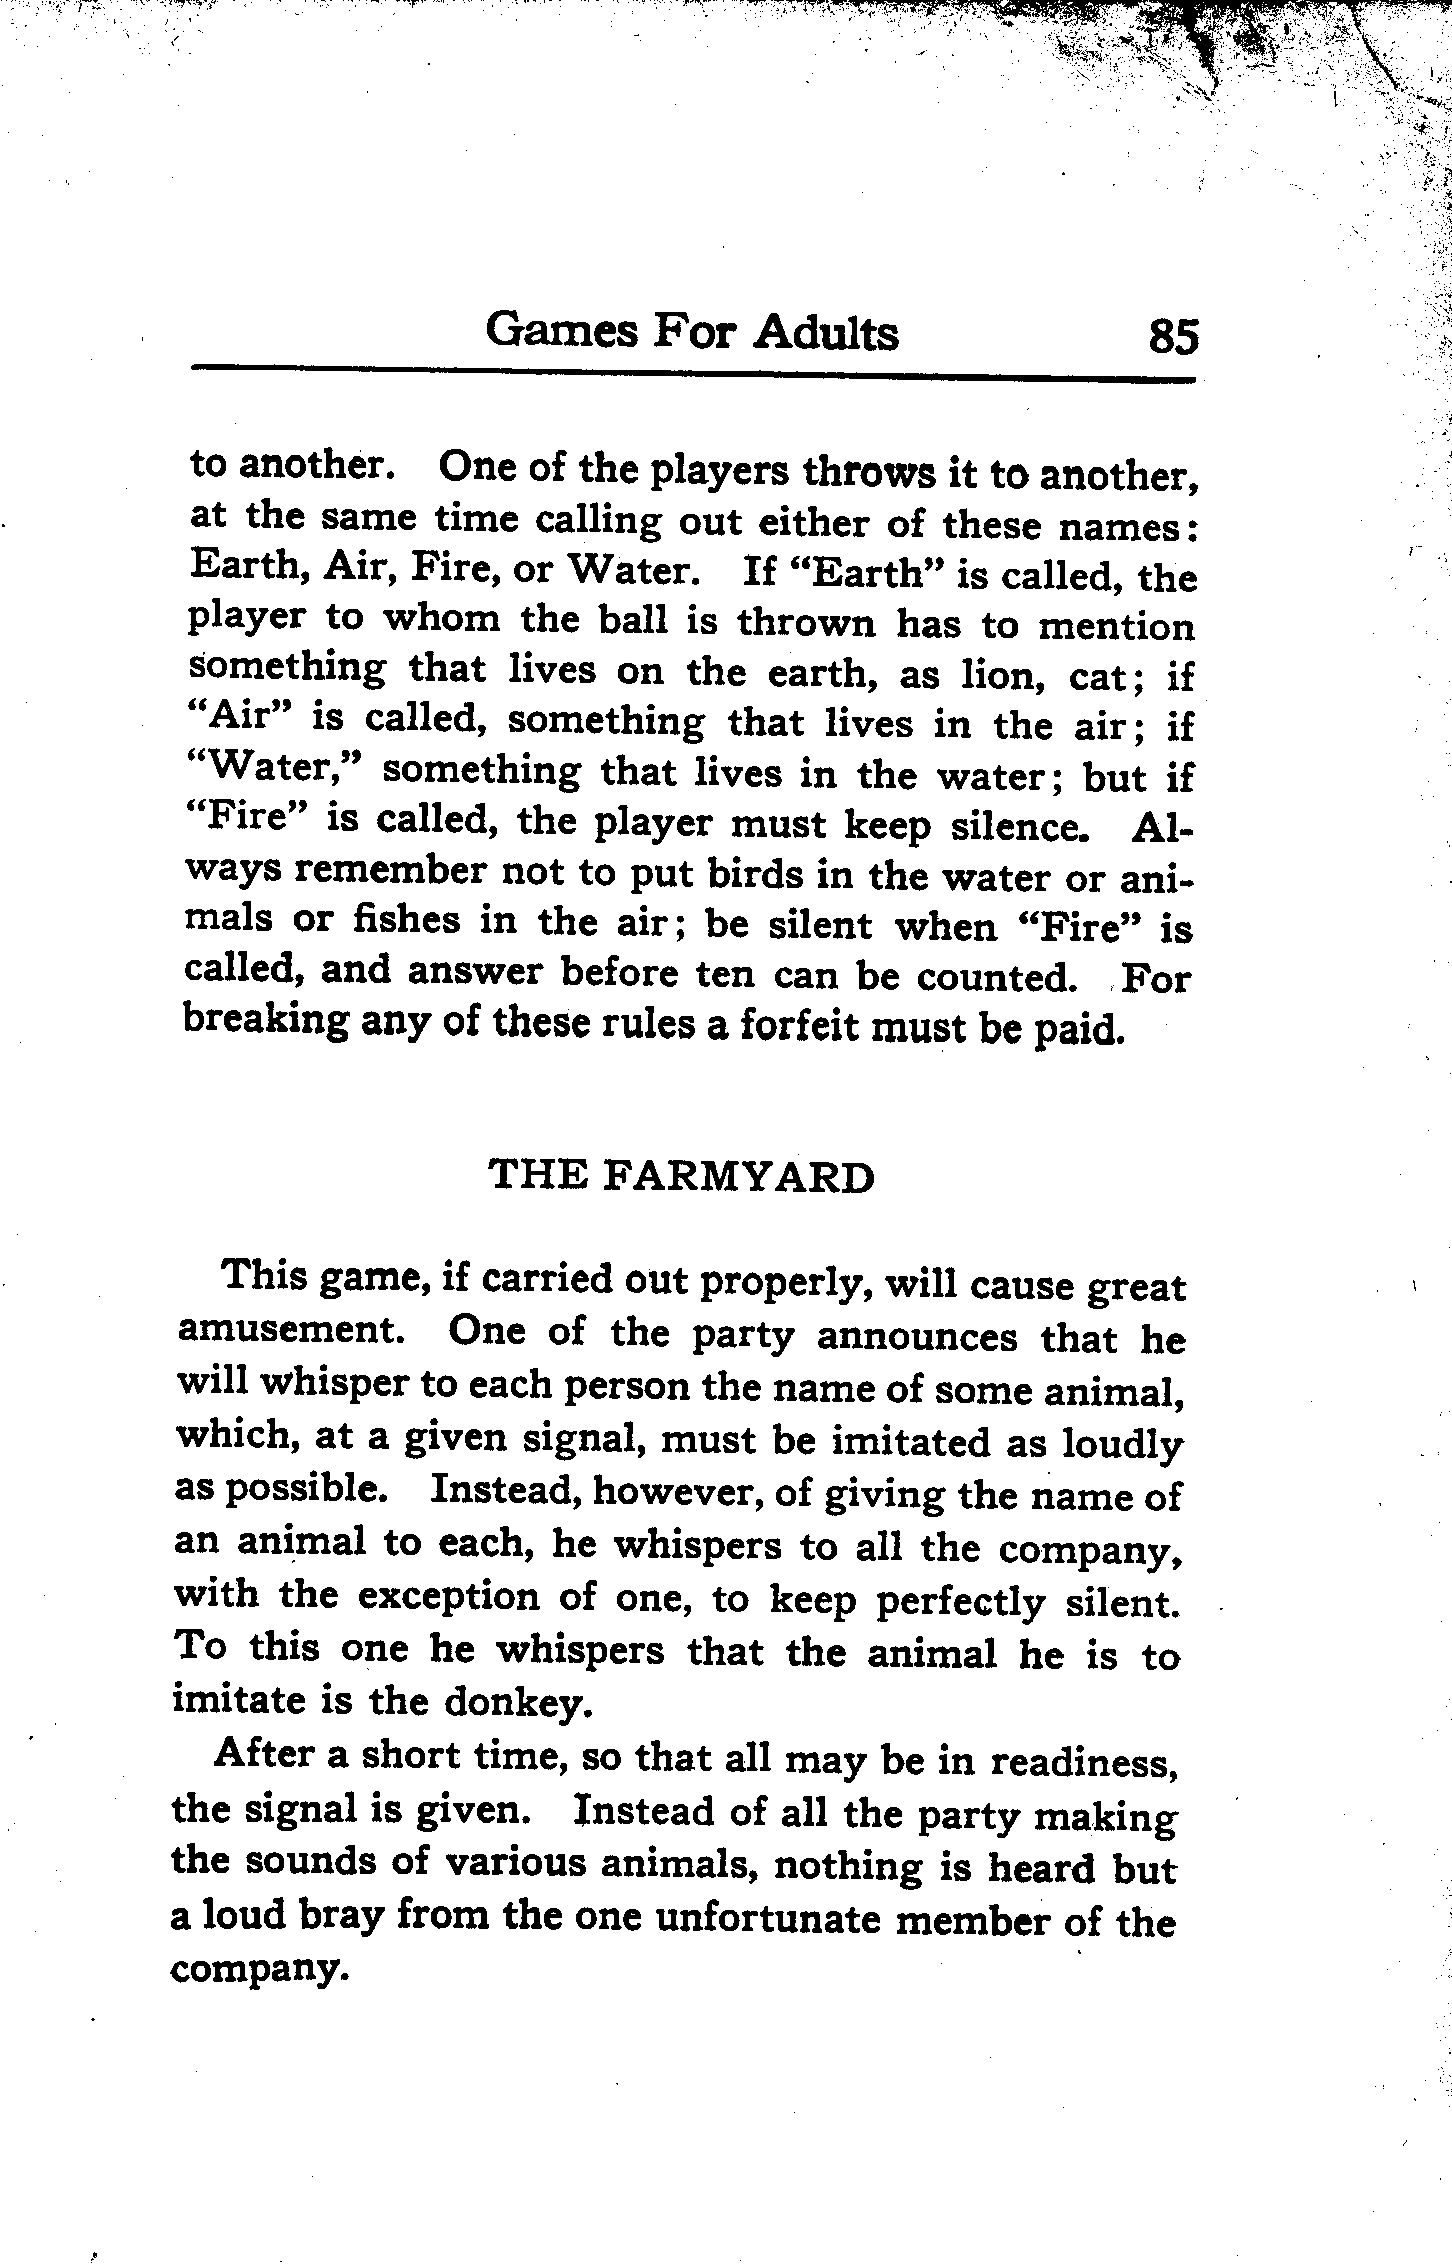 Games For Adults 85
to another. One of the players throws it to another,
at the same time calling out either of these names:
Earth, Air, Fire, or Water. If “Earth” is called, the
player to whom the ball is thrown has to mention
something that lives on the earth, as lion, cat; if
“Air” is called, something that lives in the air; if
“Water,” something that lives in the water; but if
“Fire” is called, the player must keep silence. Al-
ways remember not to put birds in the water or ani-
mals or fishes in the air; be silent when “Fire” is
called, and answer before ten can be counted. For
breaking any of these rules a forfeit must be paid.
THE FARMYARD
This game, if carried out properly, will cause great
amusement. One of the party announces that he
will whisper to each person the name of some animal,
which, at a given signal, must be imitated as loudly
as possible. Instead, however, of giving the name of
an animal to each, he whispers to all the company,
with the exception of one, to keep perfectly silent.
To this one he whispers that the animal he is to
imitate is the donkey.
After a short time, so that all may be in readiness,
the signal is given. Instead of all the party making
the sounds of various animals, nothing is heard but
a loud bray from the one unfortunate member of the
company.